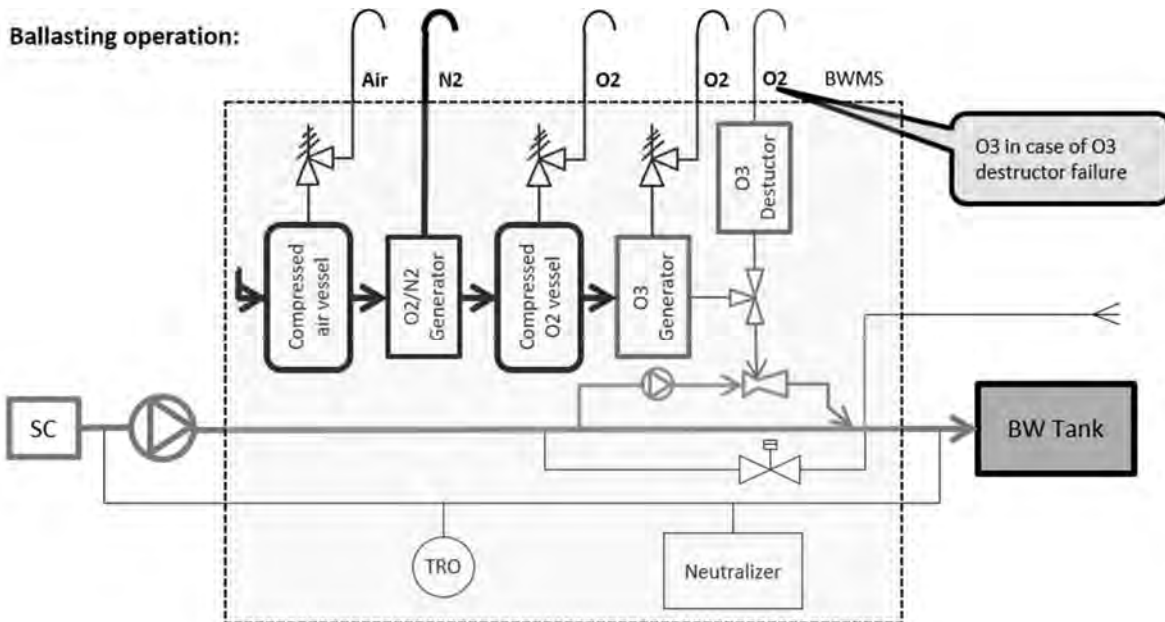 Ballasting operation:
Air
N2
O2
O2
O2
BWMS
O3 in case of O3
destructor failure
Compressed
air vessel
O2/N2
Generator
Compressed
O2 vessel
O3
Generator
O3
Destuctor
SC
BW Tank
TRO
Neutralizer